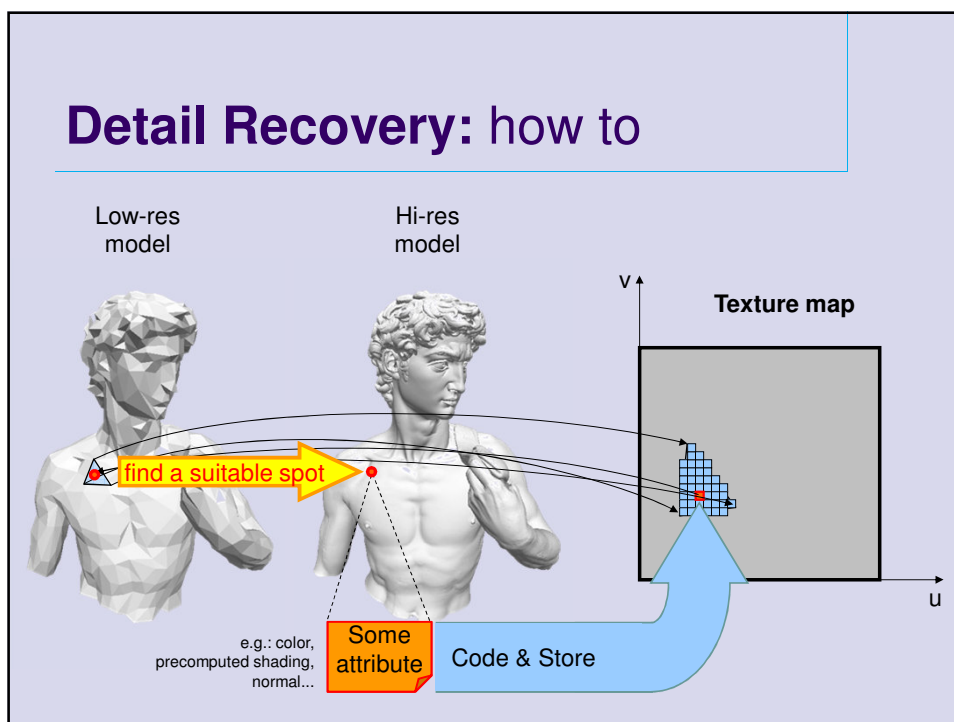 Detail Recovery: how to
Low-res
model
Hi-res
model
v
Texture map
find a suitable spot
u
e.g.: color,
precomputed shading,
normal...
Some
attribute
Code & Store